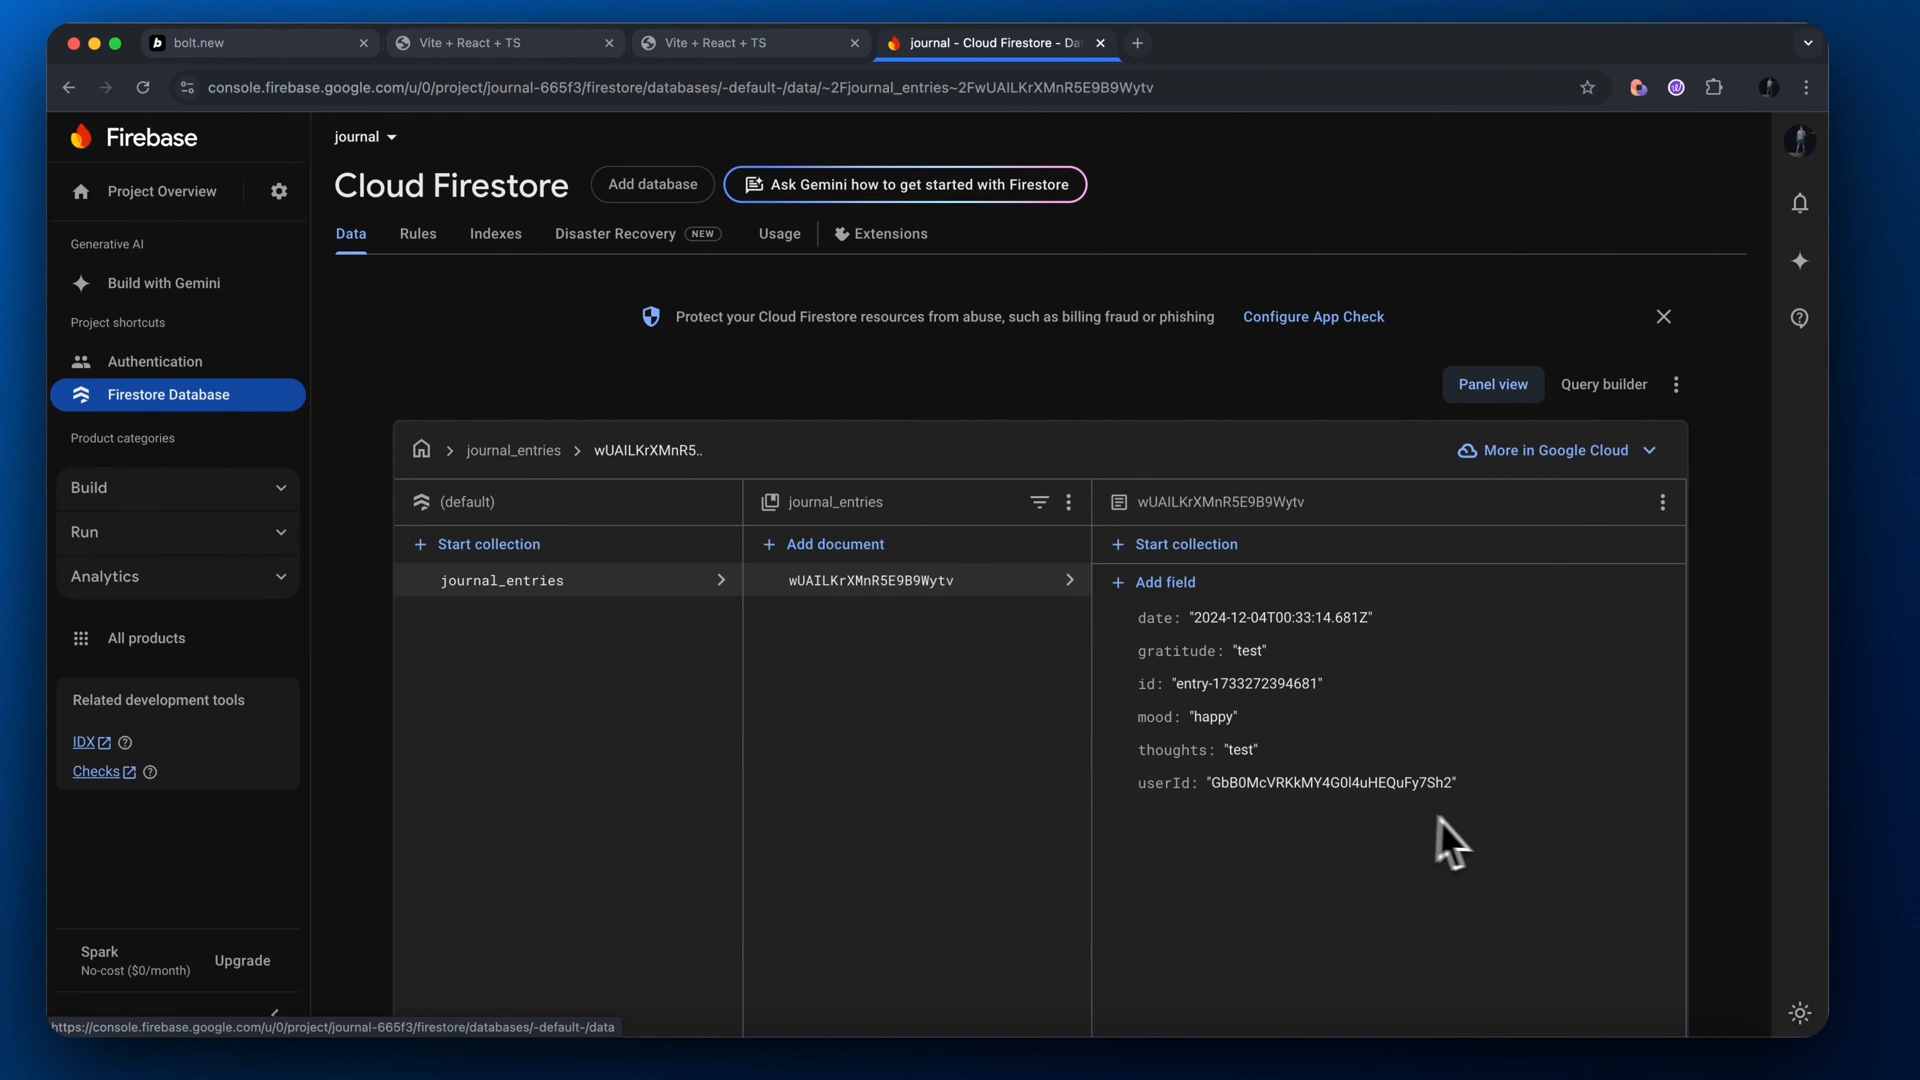 bolt.new
Vite + React + TS
Vite + React + TS
journal - Cloud Firestore - Da
console.firebase.google.com/u/0/project/journal-665f3/firestore/databases/-default-/data/~2Fjournal_entries~2FwUAILKrXMnR5E9B9Wytv
Firebase
Project Overview
Generative AI
Build with Gemini
Project shortcuts
Authentication
Firestore Database
Product categories
Build
Run
Analytics
All products
Related development tools
IDX
Checks
Spark
No-cost ($0/month)
Upgrade
https://console.firebase.google.com/u/0/project/journal-665f3/firestore/databases/-default-/data
journal
Cloud Firestore
Add database
Ask Gemini how to get started with Firestore
Data
Rules
Indexes
Disaster Recovery NEW
Usage
Extensions
Protect your Cloud Firestore resources from abuse, such as billing fraud or phishing
Configure App Check
Panel view
Query builder
journal_entries
wUAILKrXMnR5..
More in Google Cloud
(default)
+ Start collection
journal_entries
journal_entries
+ Add document
wUAILKrXMnR5E9B9Wytv
wUAILKrXMnR5E9B9Wytv
+ Start collection
+ Add field
date: "2024-12-04T00:33:14.681Z"
gratitude: "test"
id: "entry-1733272394681"
mood: "happy"
thoughts: "test"
userId: "GbB0McVRKkMY4G0l4uHEQuFy7Sh2"